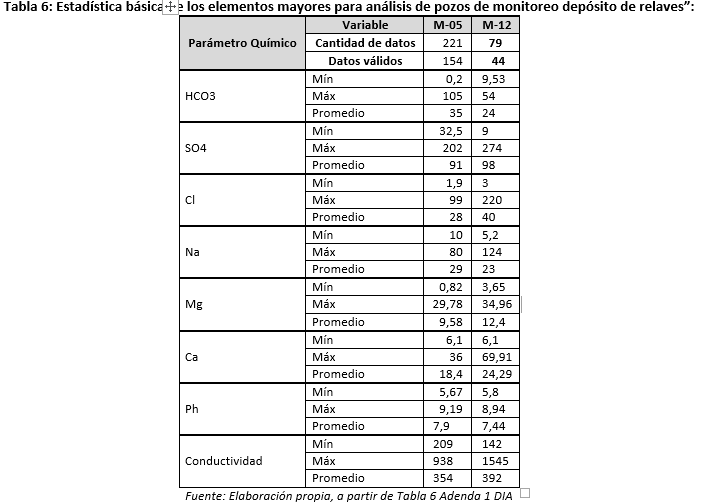 Tabla 6: Estadística básica e los elementos mayores para análisis de pozos de monitoreo depósito de relaves”:
Parámetro Químico Variable M-05 M-12
Cantidad de datos 221 79
Datos válidos 154 44
HCO3 Mín 0,2 9,53
Máx 105 54
Promedio 35 24
SO4 Mín 32,5 9
Máx 202 274
Promedio 91 98
Cl Mín 1,9 3
Máx 99 220
Promedio 28 40
Na Mín 10 5,2
Máx 80 124
Promedio 29 23
Mg Mín 0,82 3,65
Máx 29,78 34,96
Promedio 9,58 12,4
Ca Mín 6,1 6,1
Máx 36 69,91
Promedio 18,4 24,29
Ph Mín 5,67 5,8
Máx 9,19 8,94
Promedio 7,9 7,44
Conductividad Mín 209 142
Máx 938 1545
Promedio 354 392
Fuente: Elaboración propia, a partir de Tabla 6 Adenda 1 DIA